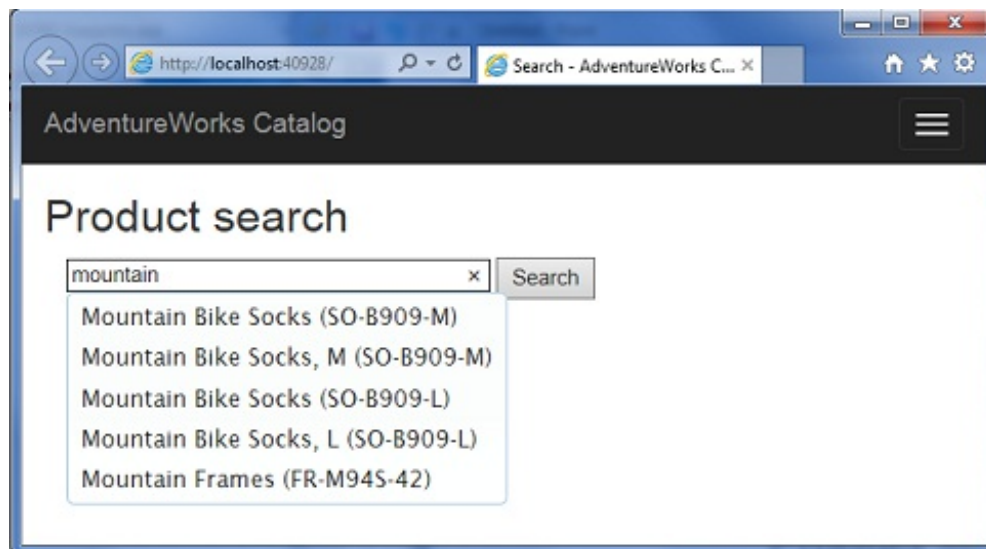 http://localhost:40928/
Search - AdventureWorks C...
AdventureWorks Catalog
Product search
mountain
Search
Mountain Bike Socks (SO-B909-M)
Mountain Bike Socks, M (SO-B909-M)
Mountain Bike Socks (SO-B909-L)
Mountain Bike Socks, L (SO-B909-L)
Mountain Frames (FR-M94S-42)